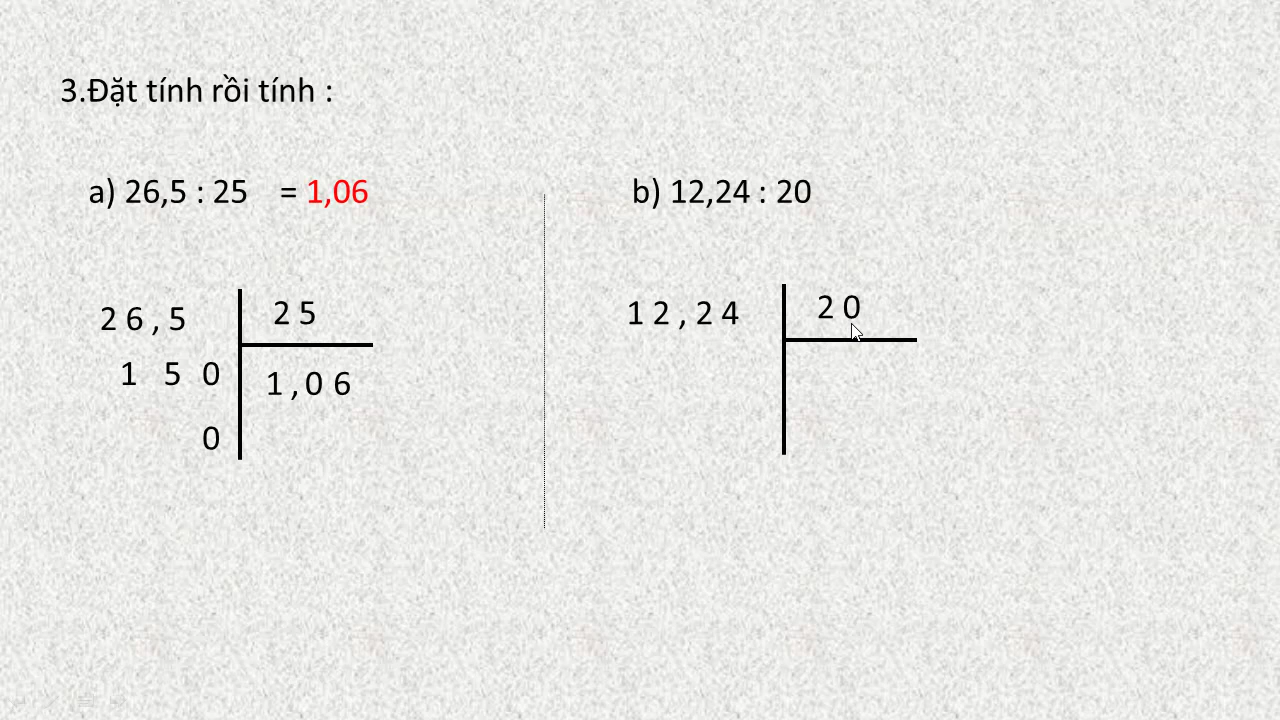 3.Đặt tính rồi tính :
a) 26,5 : 25 = 1,06
2 6 , 5 2 5
1 5 0 1 , 0 6
0
b) 12,24 : 20
1 2 , 2 4 2 0